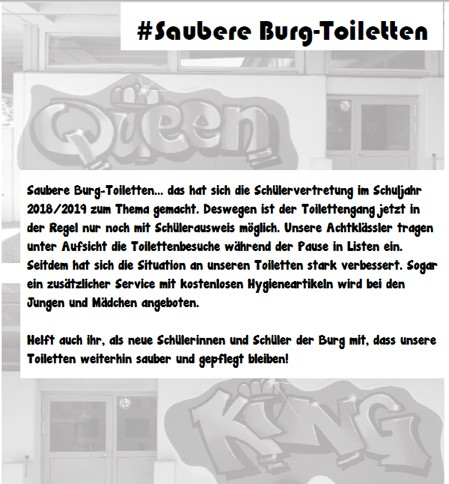 #Saubere Burg-Toiletten
Queen
Saubere Burg-Toiletten... das hat sich die Schülervertretung im Schuljahr
2018/2019 zum Thema gemacht. Deswegen ist der Toilettengang jetzt in
der Regel nur noch mit Schülerausweis möglich. Unsere Achtklässler tragen
unter Aufsicht die Toilettenbesuche während der Pause in Listen ein.
Seitdem hat sich die Situation an unseren Toiletten stark verbessert. Sogar
ein zusätzlicher Service mit kostenlosen Hygieneartikeln wird bei den
Jungen und Mädchen angeboten.
Helft auch ihr, als neue Schülerinnen und Schüler der Burg mit, dass unsere
Toiletten weiterhin sauber und gepflegt bleiben!
KING